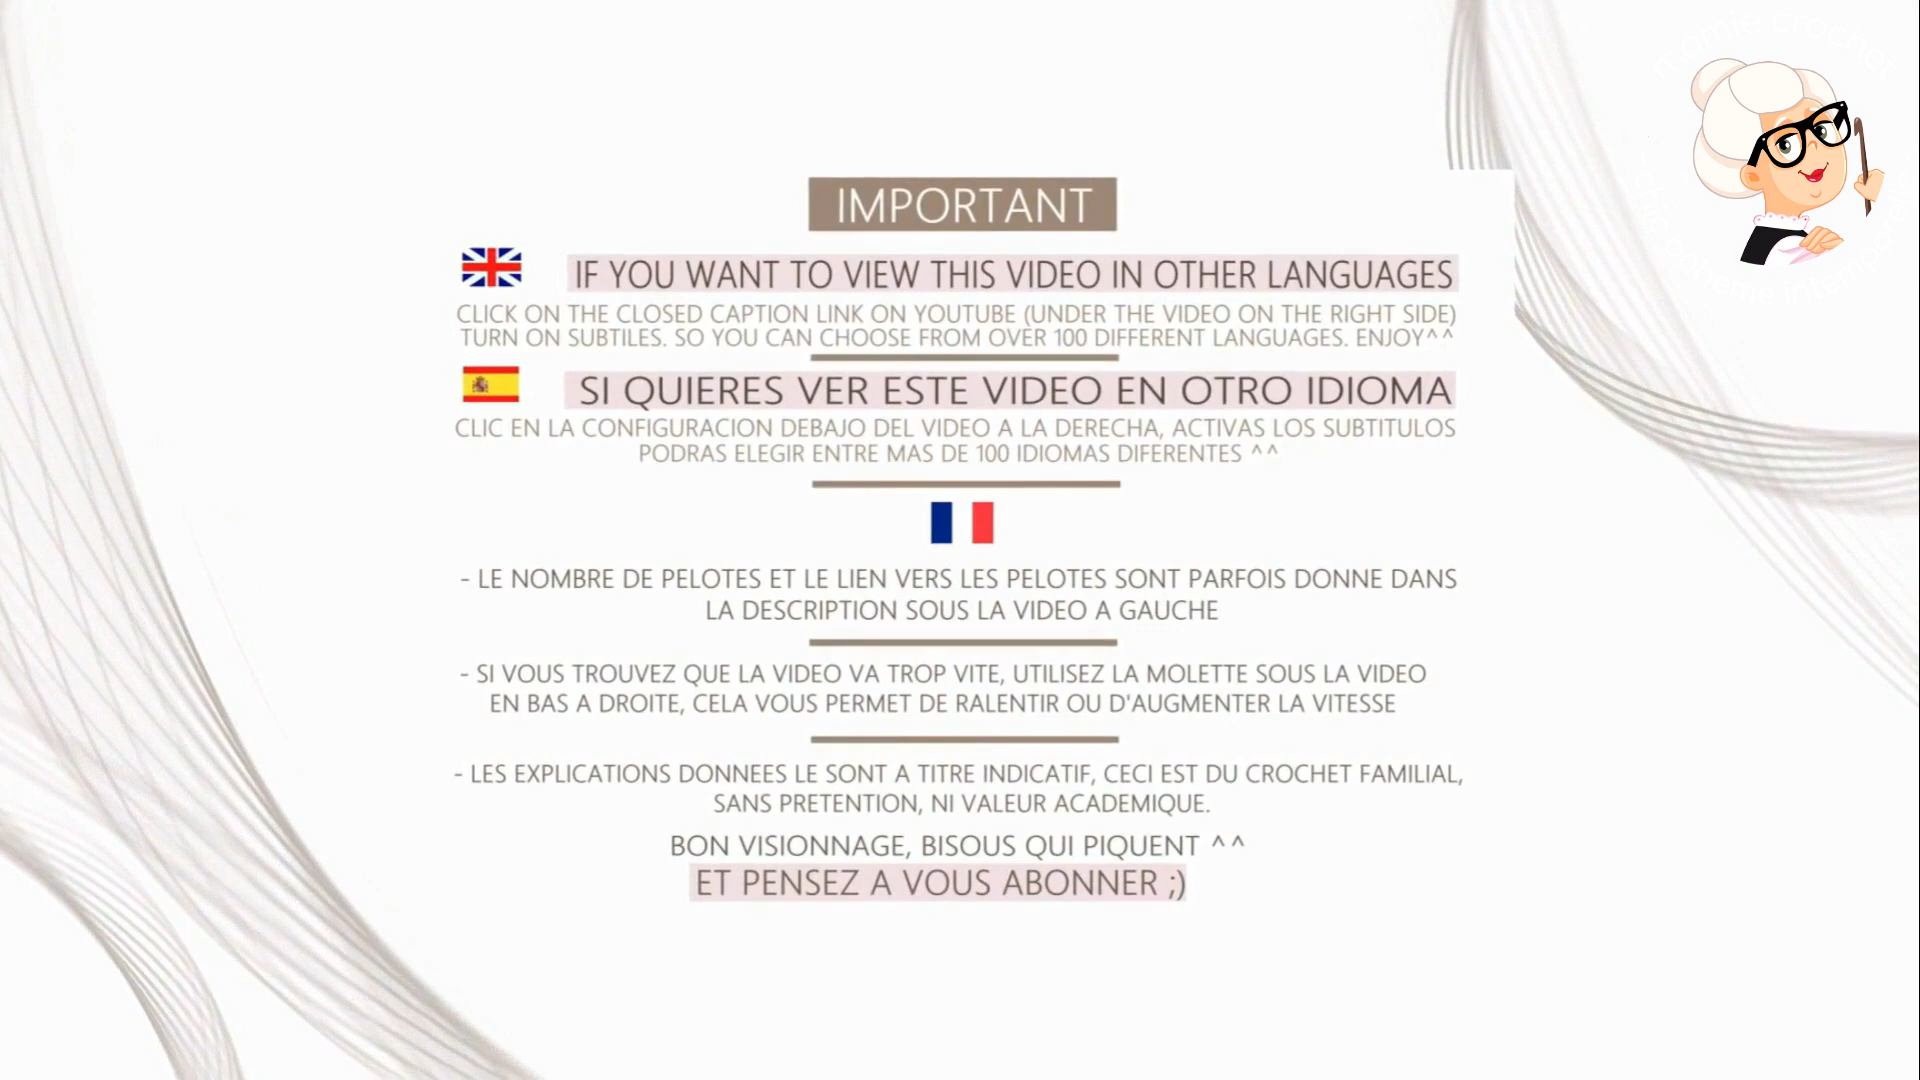 mamie crochet
IMPORTANT
IF YOU WANT TO VIEW THIS VIDEO IN OTHER LANGUAGES
CLICK ON THE CLOSED CAPTION LINK ON YOUTUBE (UNDER THE VIDEO ON THE RIGHT SIDE)
TURN ON SUBTILES. SO YOU CAN CHOOSE FROM OVER 100 DIFFERENT LANGUAGES. ENJOY^^
SI QUIERES VER ESTE VIDEO EN OTRO IDIOMA
CLIC EN LA CONFIGURACION DEBAJO DEL VIDEO A LA DERECHA, ACTIVAS LOS SUBTITULOS
PODRAS ELEGIR ENTRE MAS DE 100 IDIOMAS DIFERENTES ^^
- LE NOMBRE DE PELOTES ET LE LIEN VERS LES PELOTES SONT PARFOIS DONNE DANS
LA DESCRIPTION SOUS LA VIDEO A GAUCHE
- SI VOUS TROUVEZ QUE LA VIDEO VA TROP VITE, UTILISEZ LA MOLETTE SOUS LA VIDEO
EN BAS A DROITE, CELA VOUS PERMET DE RALENTIR OU D'AUGMENTER LA VITESSE
- LES EXPLICATIONS DONNEES LE SONT A TITRE INDICATIF, CECI EST DU CROCHET FAMILIAL,
SANS PRETENTION, NI VALEUR ACADEMIQUE.
BON VISIONNAGE, BISOUS QUI PIQUENT ^^
ET PENSEZ A VOUS ABONNER ;)